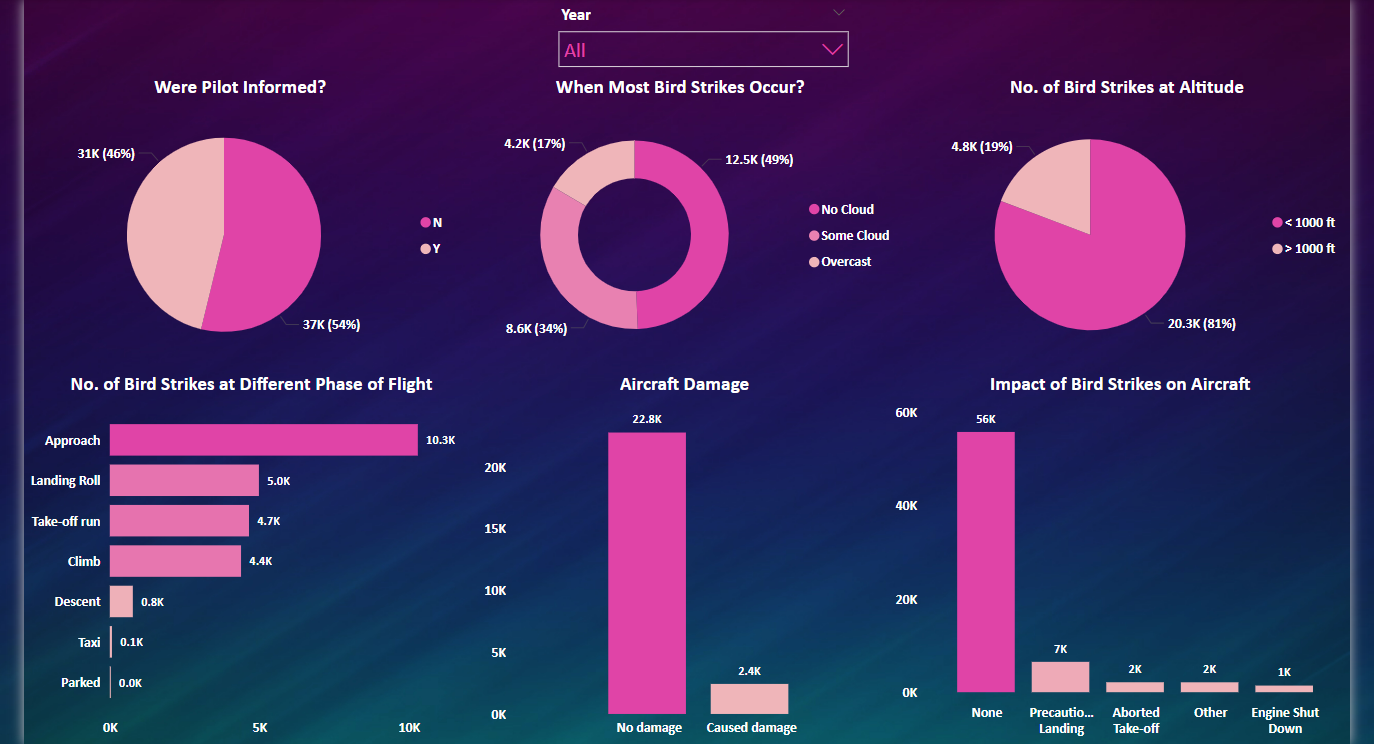 Year
All
Were Pilot Informed?
31K (46%)
37K (54%)
N
Y
When Most Bird Strikes Occur?
4.2K (17%)
12.5K (49%)
8.6K (34%)
No Cloud
Some Cloud
Overcast
No. of Bird Strikes at Altitude
4.8K (19%)
20.3K (81%)
< 1000 ft
> 1000 ft
No. of Bird Strikes at Different Phase of Flight
Approach
10.3K
Landing Roll
5.0K
Take-off run
4.7K
Climb
4.4K
Descent
0.8K
Taxi
0.1K
Parked
0.0K
0K
5K
10K
Aircraft Damage
20K
15K
10K
5K
0K
22.8K
2.4K
No damage
Caused damage
Impact of Bird Strikes on Aircraft
60K
40K
20K
0K
56K
7K
2K
2K
1K
None
Precautio...
Landing
Aborted
Take-off
Other
Engine Shut
Down